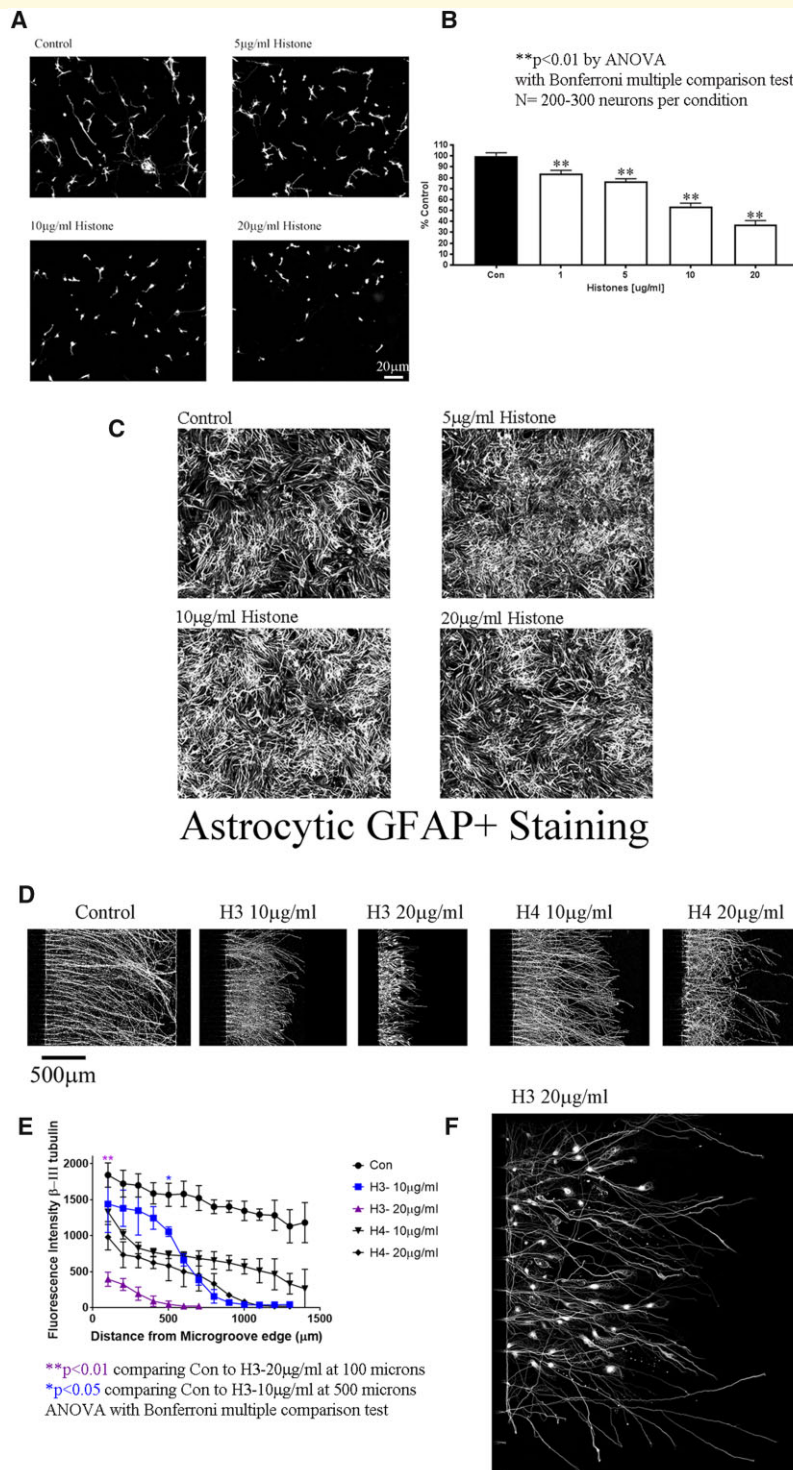 A
Control
5µg/ml Histone
10µg/ml Histone
20µg/ml Histone
20µm
B
**p<0.01 by ANOVA
with Bonferroni multiple comparison test
N= 200-300 neurons per condition
% Control
110
100
90
80
70
60
50
40
30
20
10
0
** ** ** **
Con 1 5 10 20
Histones [ug/ml]
C
Control
5µg/ml Histone
10µg/ml Histone
20µg/ml Histone
Astrocytic GFAP+ Staining
D
Control
H3 10µg/ml
H3 20µg/ml
H4 10µg/ml
H4 20µg/ml
500µm
E
Fluorescence Intensity β-III tubulin
2000
1500
1000
500
0
** *
0 500 1000 1500
Distance from Microgroove edge (µm)
Con
H3- 10µg/ml
H3- 20µg/ml
H4- 10µg/ml
H4- 20µg/ml
**p<0.01 comparing Con to H3-20µg/ml at 100 microns
*p<0.05 comparing Con to H3-10µg/ml at 500 microns
ANOVA with Bonferroni multiple comparison test
F
H3 20µg/ml